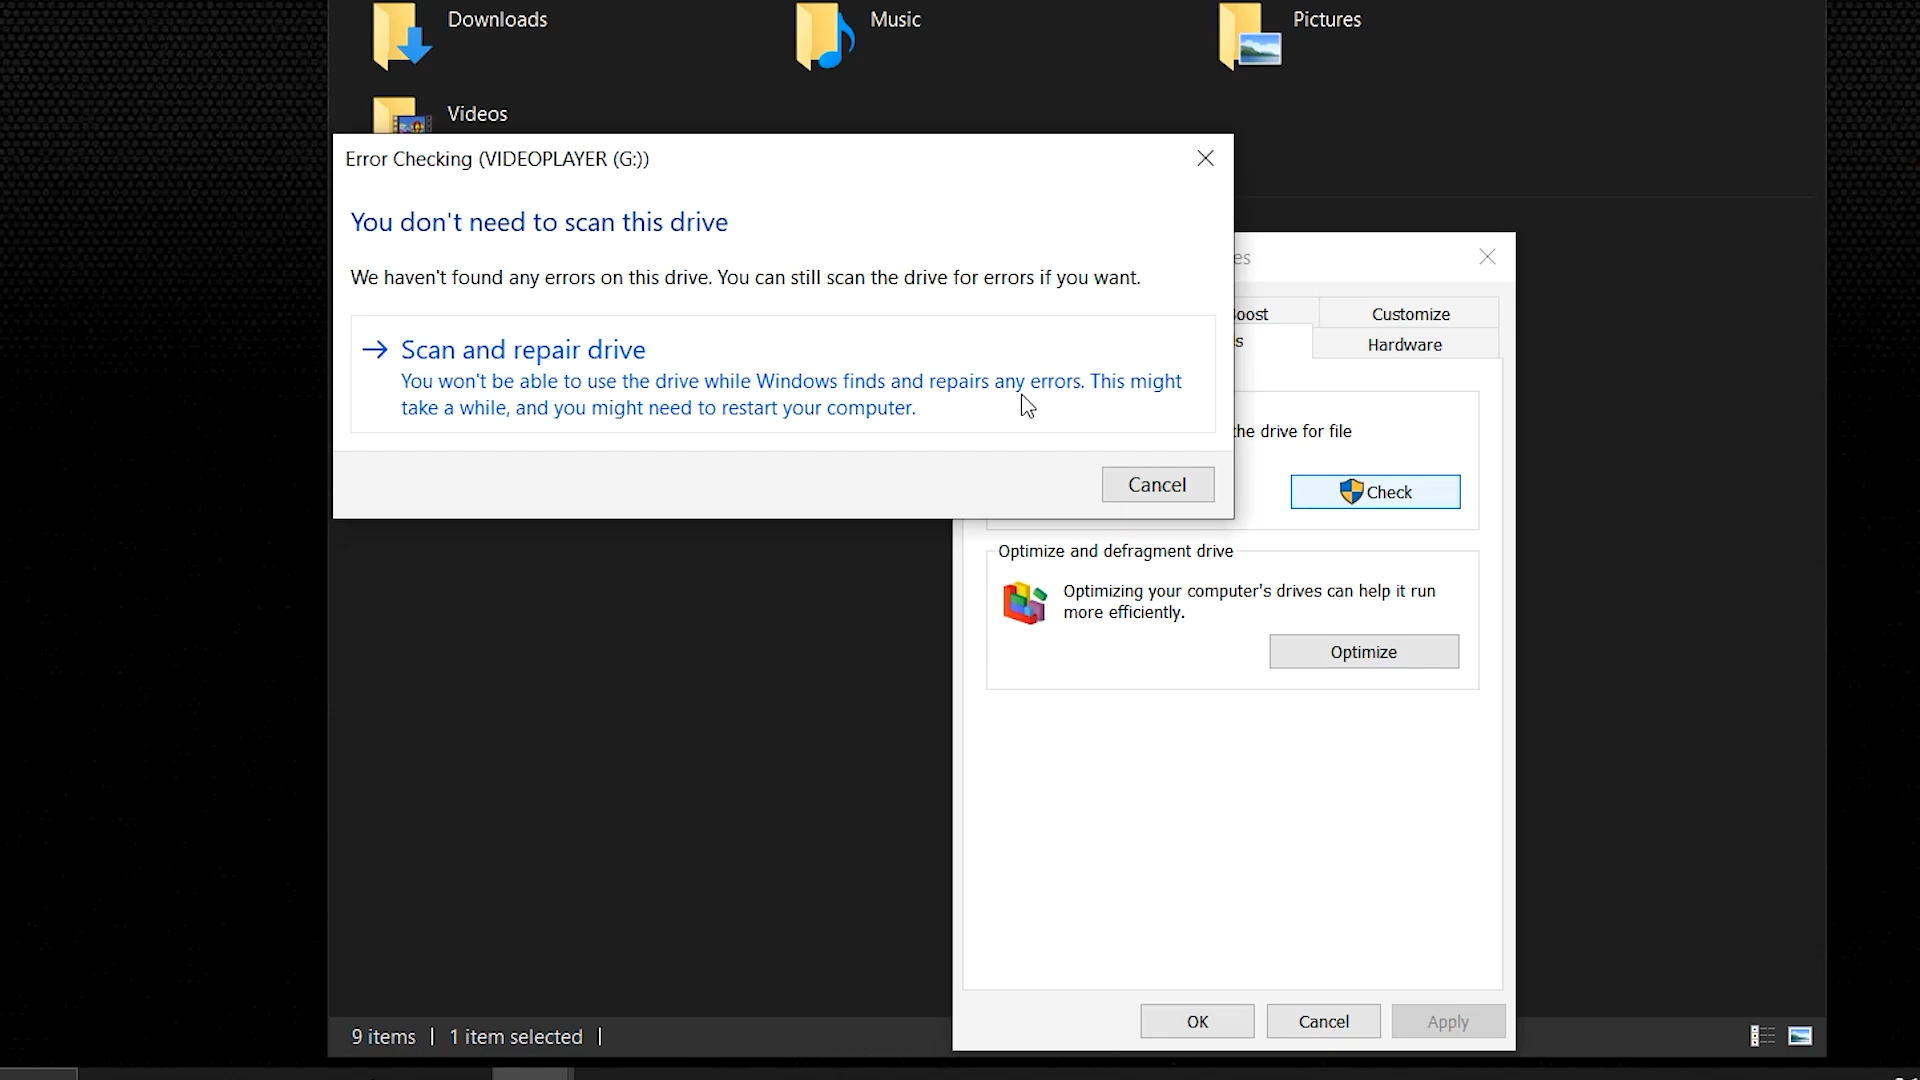 Downloads
Music
Pictures
Videos
Error Checking (VIDEOPLAYER (G:))
You don't need to scan this drive
We haven't found any errors on this drive. You can still scan the drive for errors if you want.
Scan and repair drive
You won't be able to use the drive while Windows finds and repairs any errors. This might
take a while, and you might need to restart your computer.
Cancel
Customize
Hardware
the drive for file
Check
Optimize and defragment drive
Optimizing your computer's drives can help it run
more efficiently.
Optimize
OK
Cancel
Apply
9 items
1 item selected